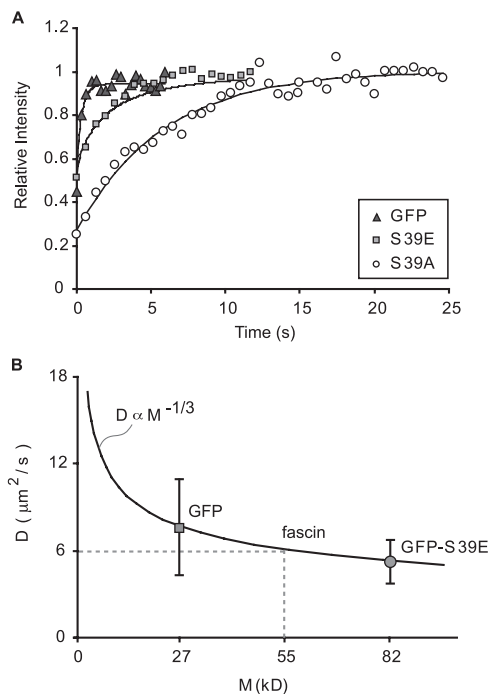 A
Relative Intensity
1.2
1
0.8
0.6
0.4
0.2
0
GFP
S39E
S39A
0 5 10 15 20 25
Time (s)
B
D ( μm²/s )
18
12
6
0
D α M -1/3
GFP
fascin
GFP-S39E
0 27 55 82
M (kD)